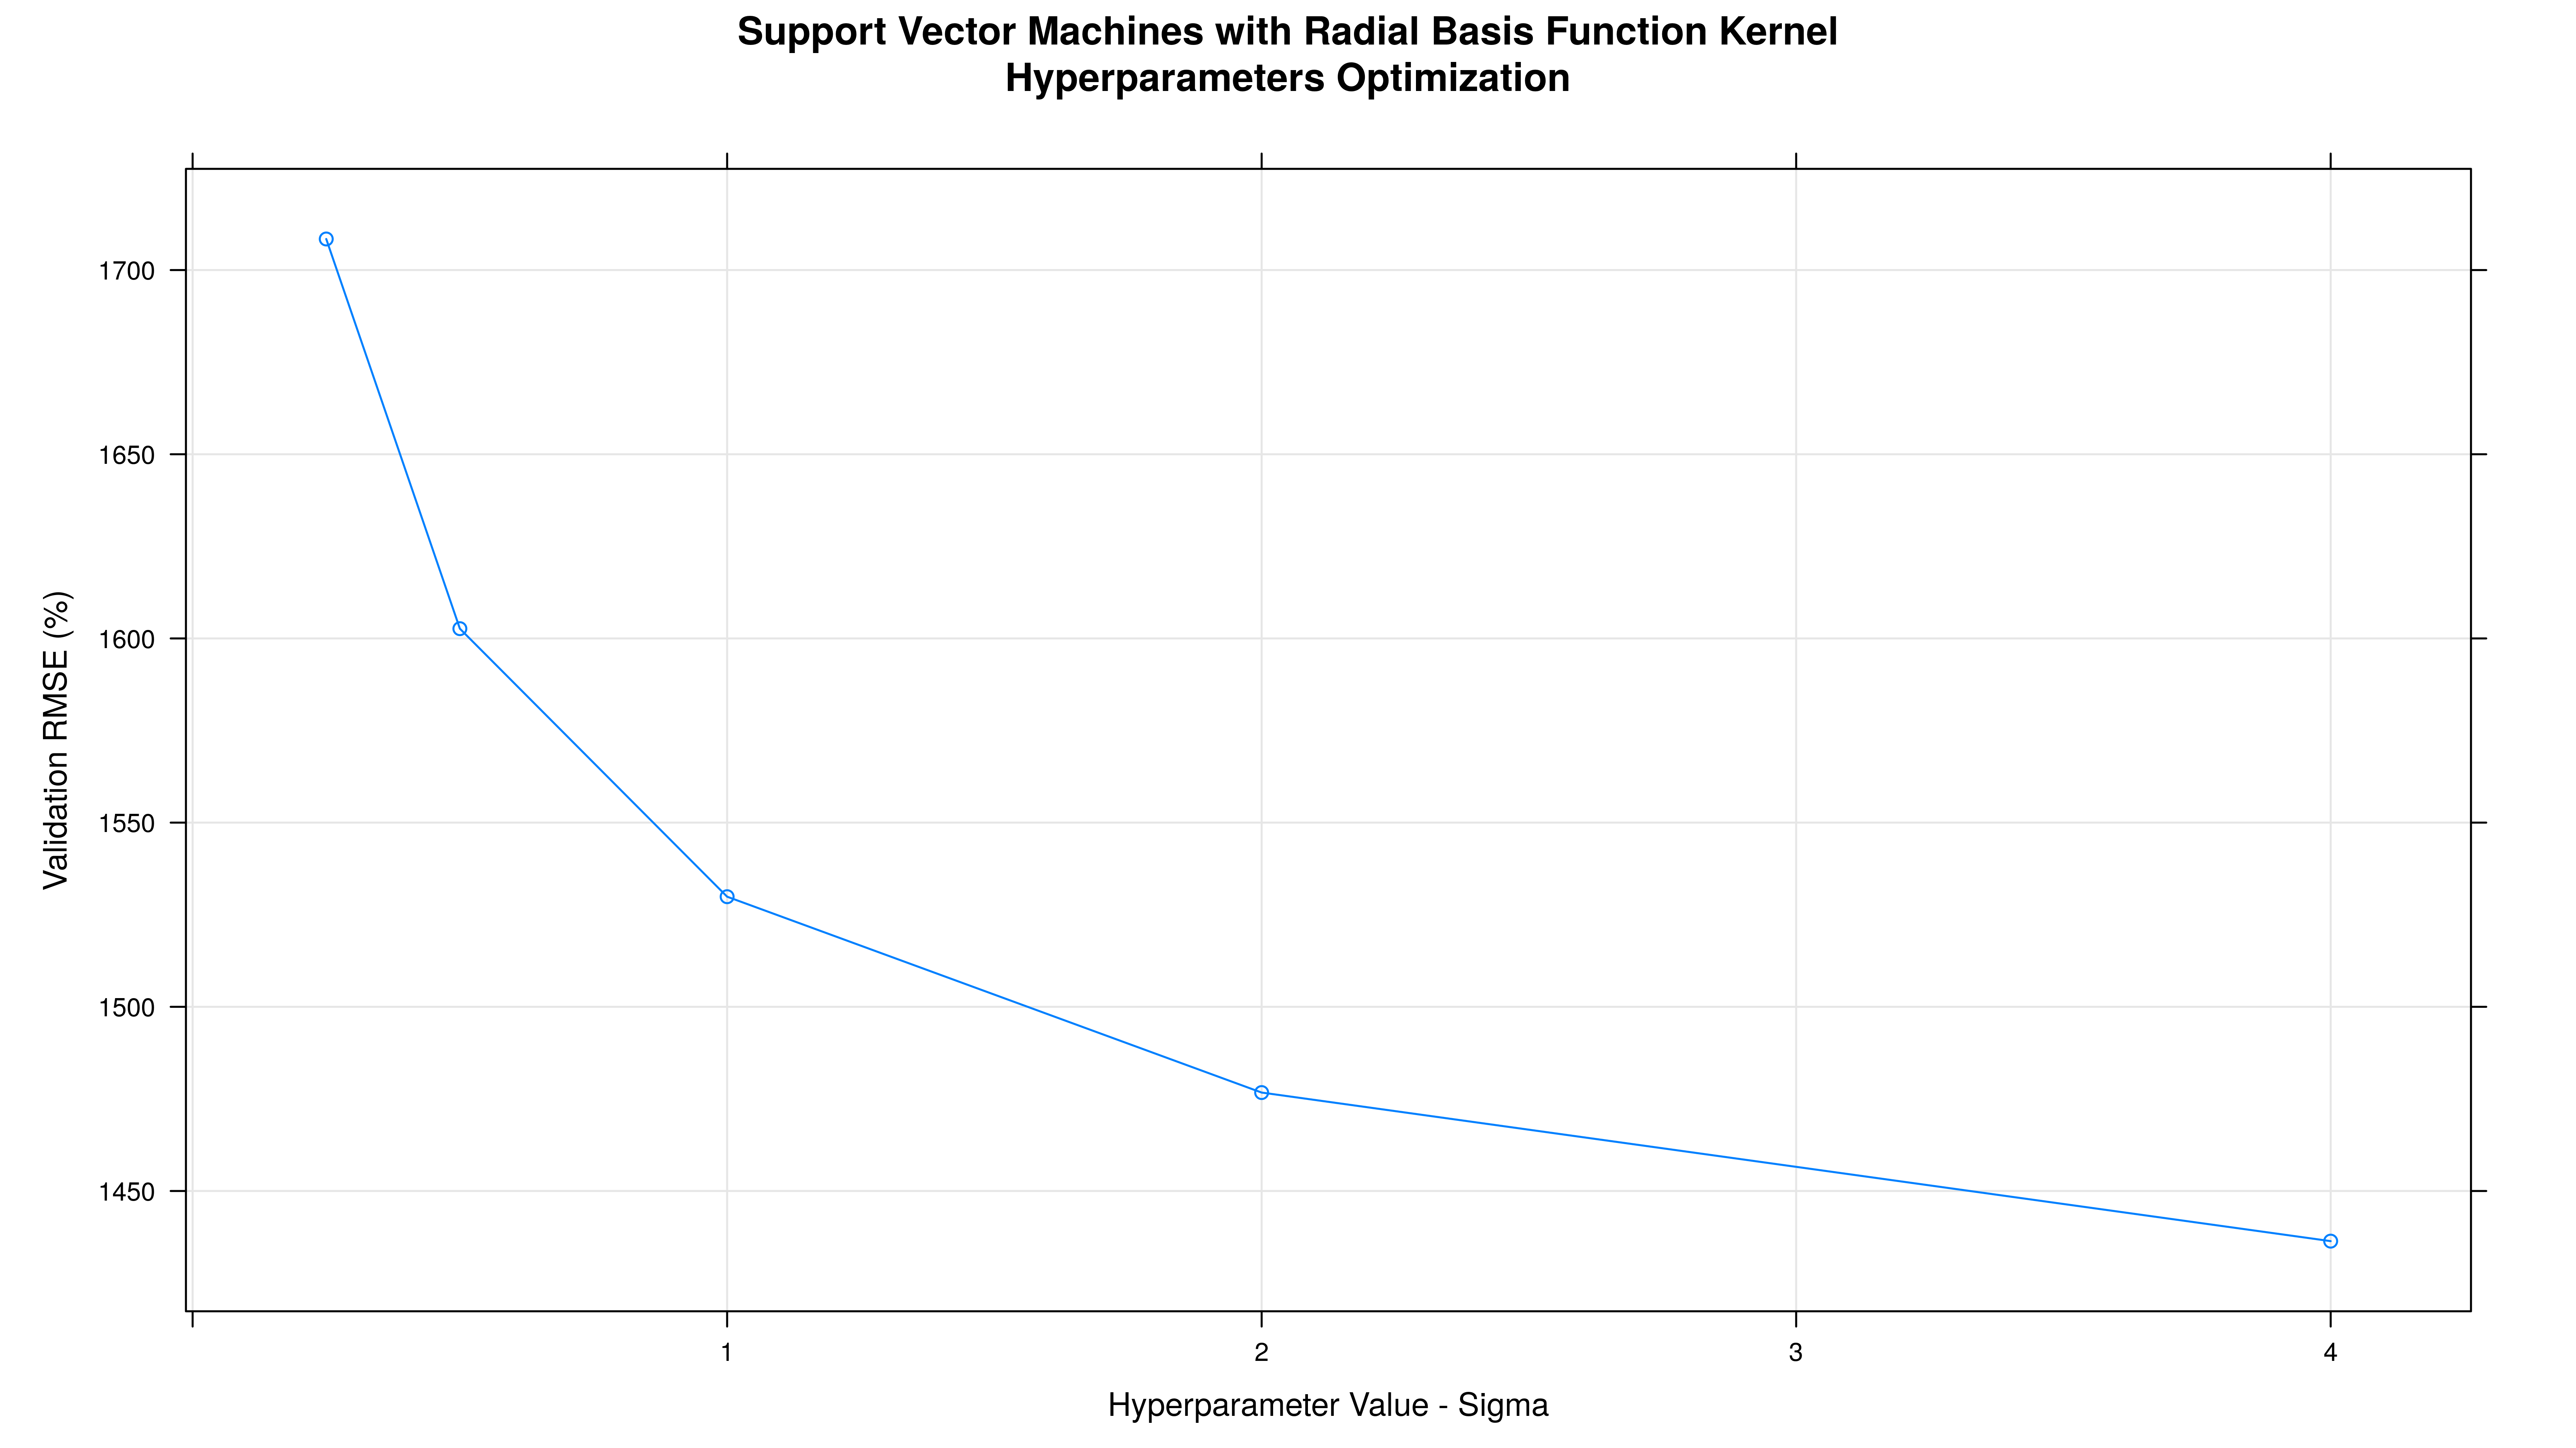 Support Vector Machines with Radial Basis Function Kernel
Hyperparameters Optimization
1700
1650
1600
1550
1500
1450
Validation RMSE (%)
1 2 3 4
Hyperparameter Value - Sigma